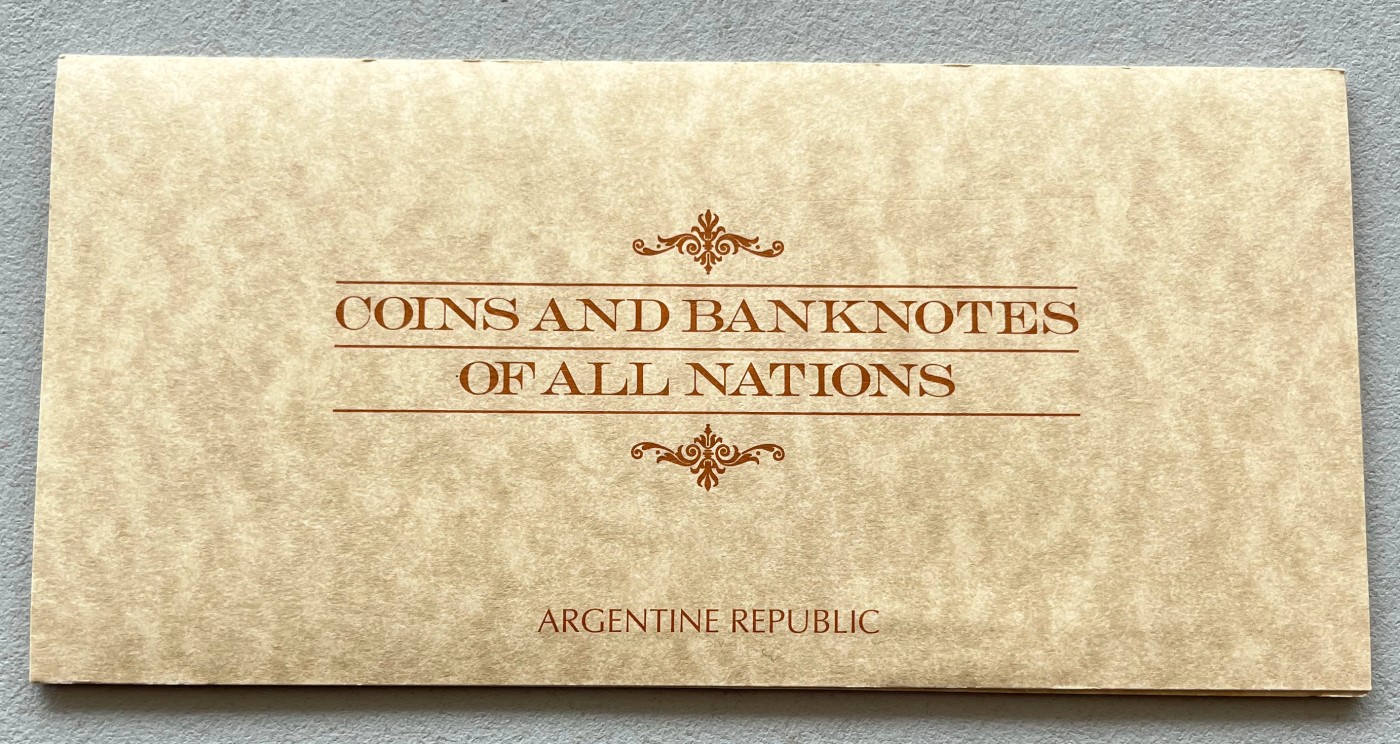 COINS AND BANKNOTES
OF ALL NATIONS
ARGENTINE REPUBLIC